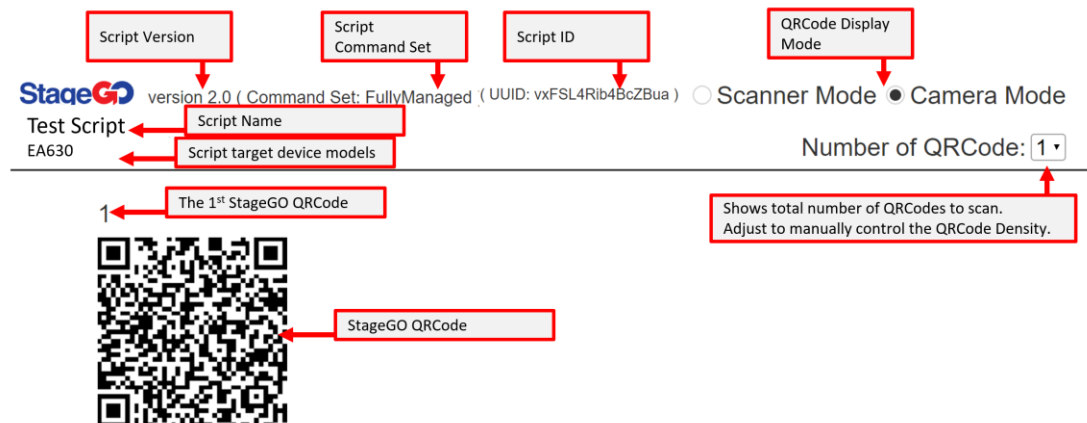 Script Version
Script
Command Set
Script ID
QRCode Display
Mode
StageGO version 2.0 ( Command Set: FullyManaged ( UUID: vxFSL4Rib4BcZBua ) Scanner Mode Camera Mode
Test Script
Script Name
EA630
Script target device models
Number of QRCode: 1
1
The 1st StageGO QRCode
Shows total number of QRCodes to scan.
Adjust to manually control the QRCode Density.
StageGO QRCode